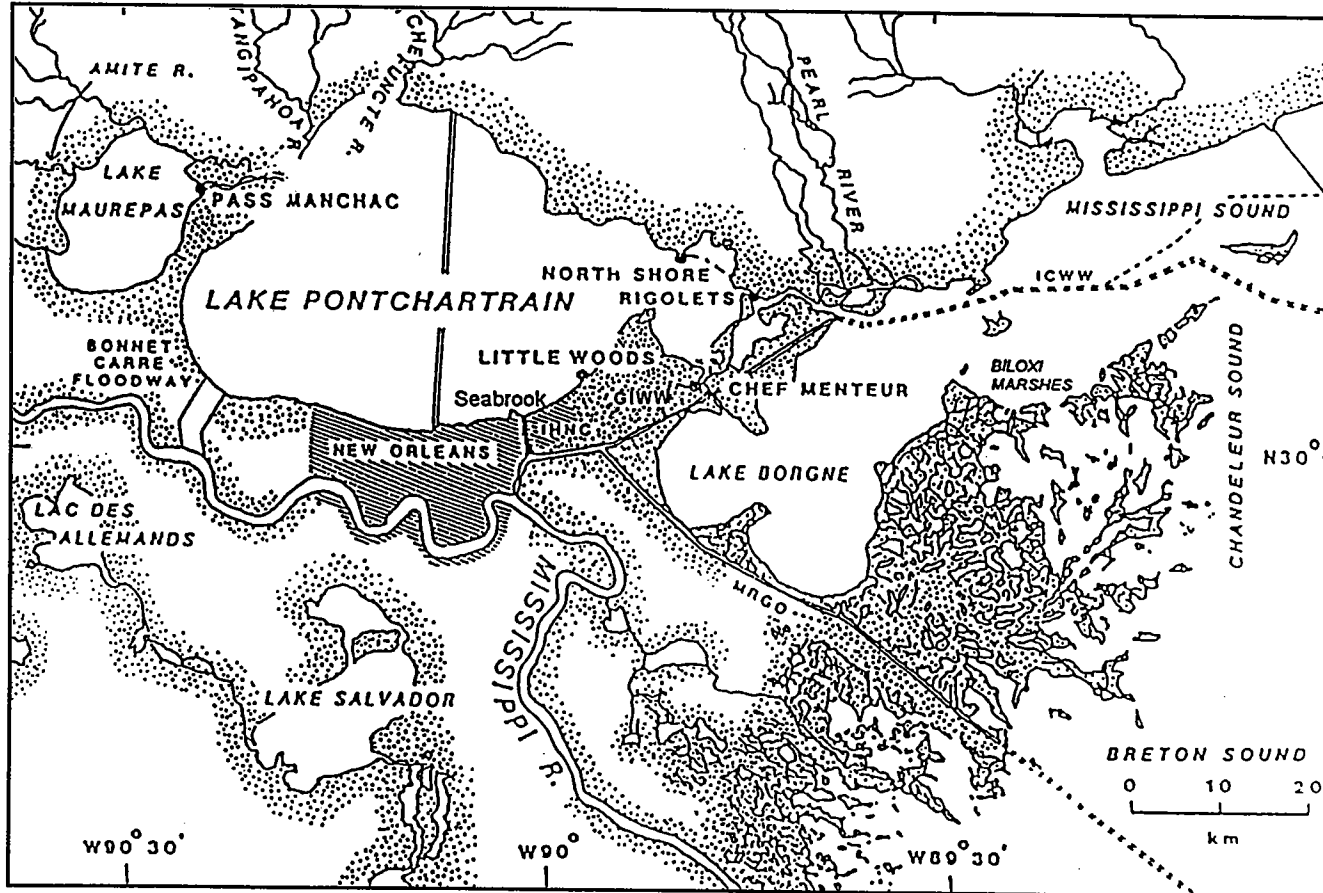 AMITE R.
TANGIPAHOA R.
TCHEFUNCTE R.
PEARL
RIVER
LAKE
MAUREPAS
PASS MANCHAC
MISSISSIPPI SOUND
NORTH SHORE
RIGOLETS
ICWW
LAKE PONTCHARTRAIN
BONNET
CARRE
FLOODWAY
LITTLE WOODS
Seabrook
GIWW
CHEF MENTEUR
BILOXI
MARSHES
CHANDELEUR SOUND
IHNC
NEW ORLEANS
LAKE BORGNE
N30°
LAC DES
ALLEMANDS
MISSISSIPPI R.
MRGO
LAKE SALVADOR
BRETON SOUND
0 10 20
km
W90° 30'
W90°
W89° 30'